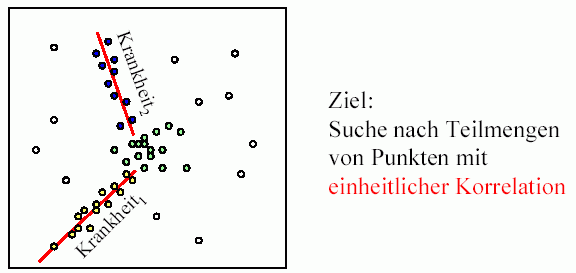 Krankheit2
Krankheit1
Ziel:
Suche nach Teilmengen
von Punkten mit
einheitlicher Korrelation